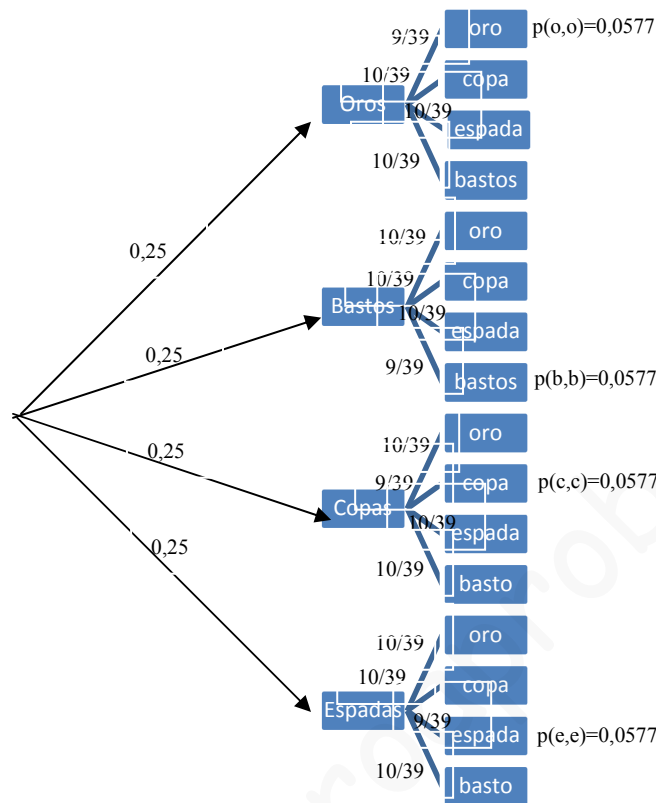 9/39
oro
p(o,o)=0,0577
10/39
copa
Oros
10/39
espada
10/39
bastos
0,25
10/39
oro
10/39
copa
Bastos
10/39
espada
0,25
9/39
bastos
p(b,b)=0,0577
10/39
oro
0,25
9/39
copa
p(c,c)=0,0577
Copas
10/39
espada
0,25
10/39
basto
10/39
oro
10/39
copa
Espadas
9/39
espada
p(e,e)=0,0577
10/39
basto